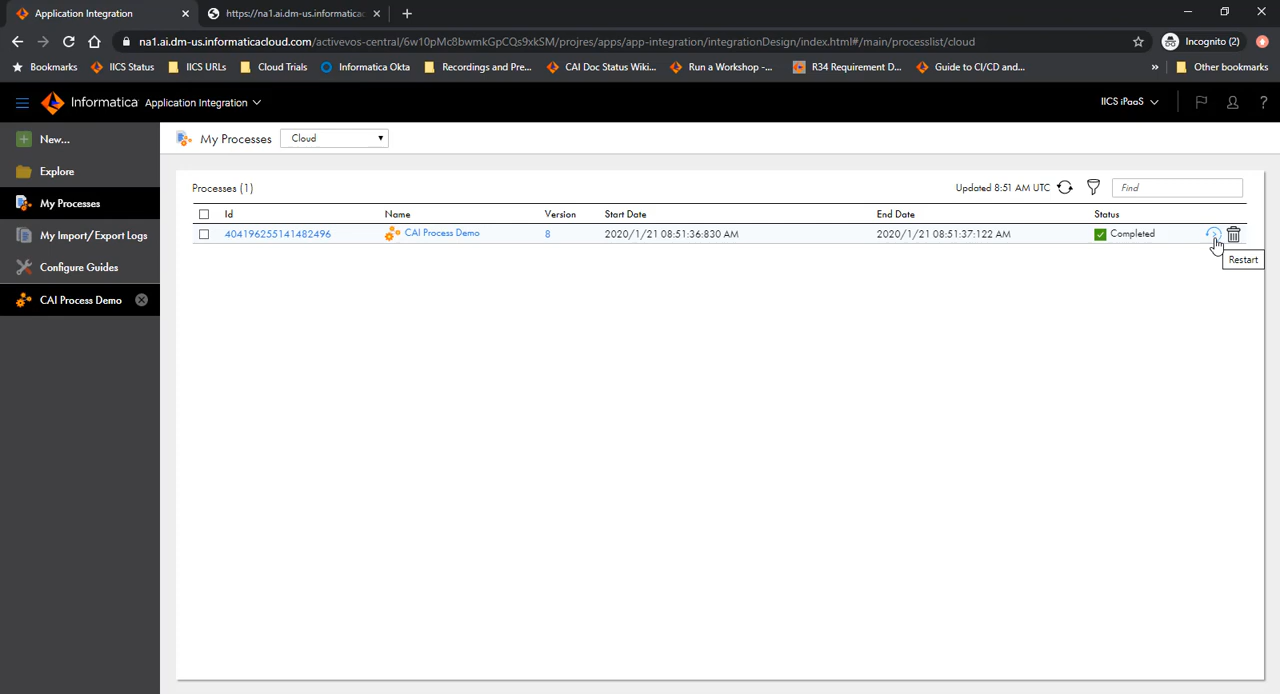 Application Integration
https://na1.ai.dm-us.informatica
na1.ai.dm-us.informaticacloud.com/activevos-central/6w10pMc8bwmkGpCQs9xkSM/projres/apps/app-integration/integrationDesign/index.html#/main/processlist/cloud
Incognito (2)
Bookmarks IICS Status IICS URLs Cloud Trials Informatica Okta Recordings and Pre... CAI Doc Status Wiki... Run a Workshop -... R34 Requirement D... Guide to CI/CD and... » Other bookmarks
Informatica Application Integration IICS iPaaS ?
New...
My Processes Cloud
Explore
Processes (1) Updated 8:51 AM UTC Find
My Processes
Id Name Version Start Date End Date Status
404196255141482496 CAI Process Demo 8 2020/1/21 08:51:36:830 AM 2020/1/21 08:51:37:122 AM Completed
Restart
My Import/Export Logs
Configure Guides
CAI Process Demo